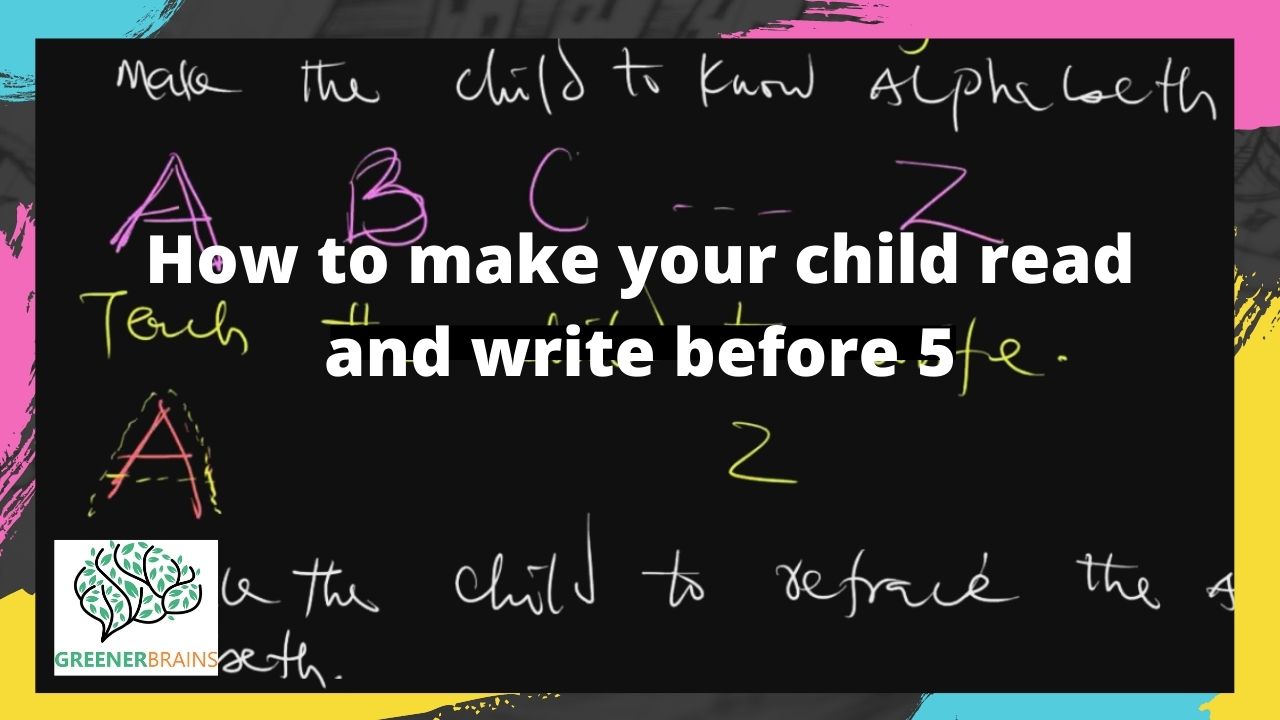 Make the child to know Alphabeth
A B C --- Z
How to make your child read
Teach
and write before 5
A Z
the child to retrace the A
GREENERBRAINS
seth.